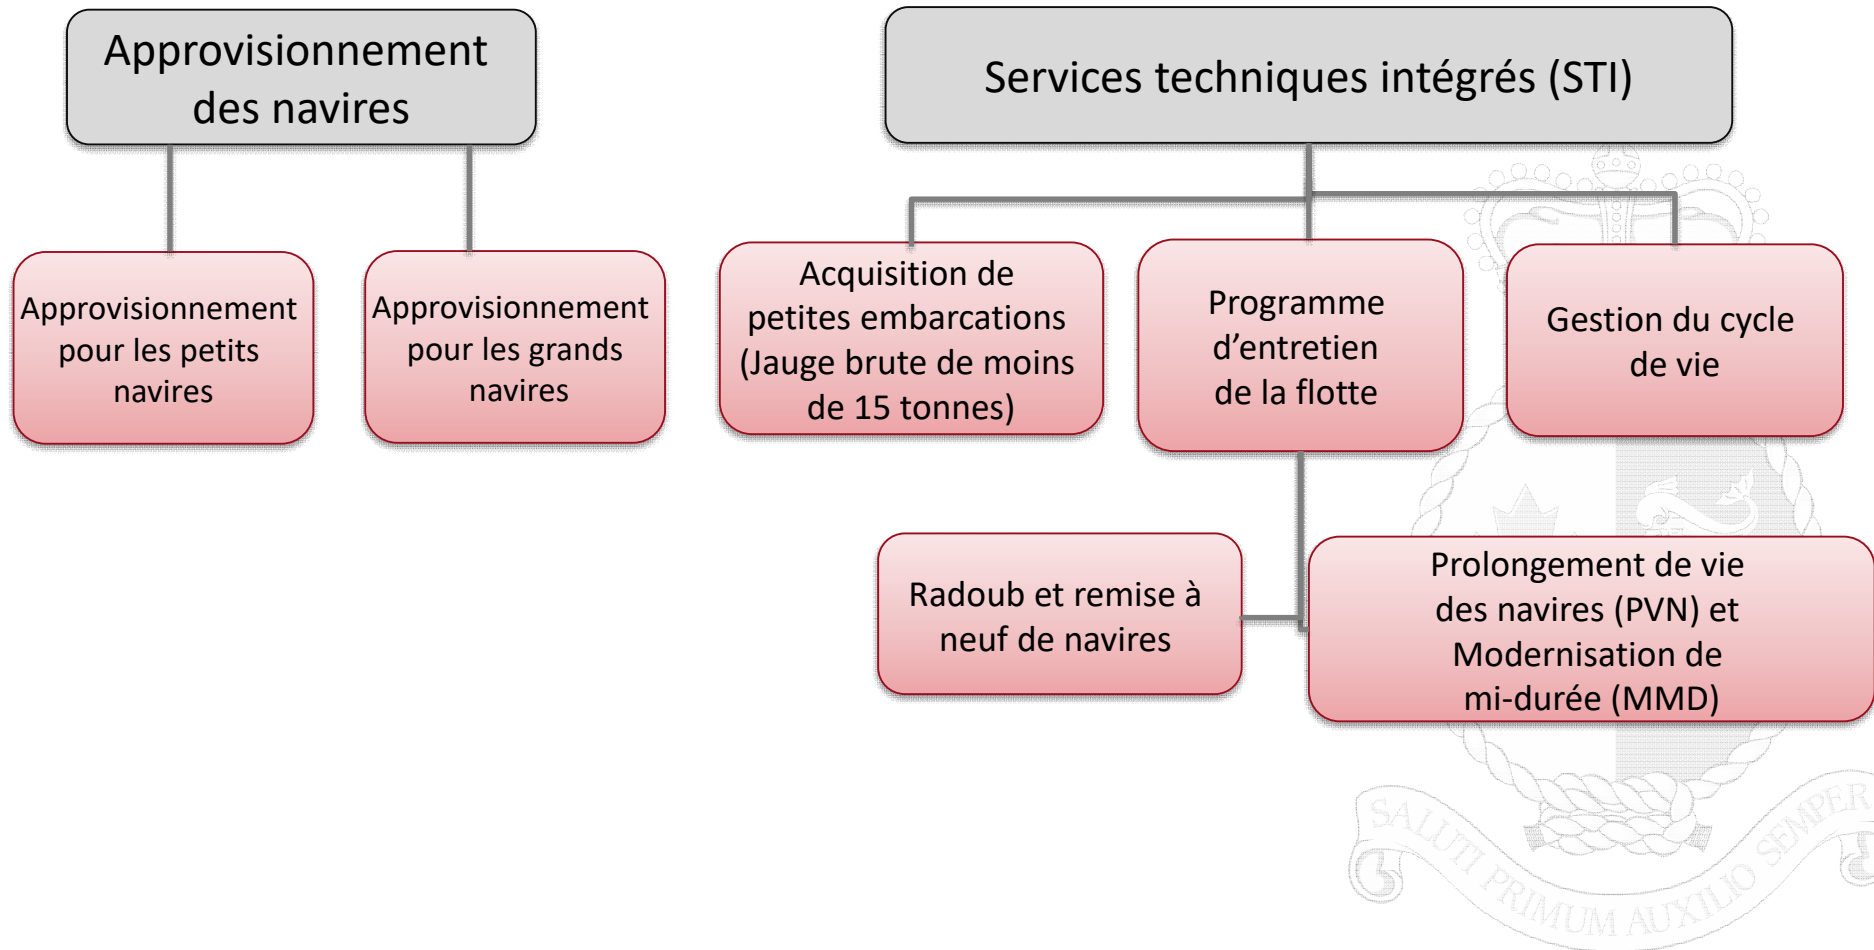 Approvisionnement
des navires
Services techniques intégrés (STI)
Approvisionnement
pour les petits
navires
Approvisionnement
pour les grands
navires
Acquisition de
petites embarcations
(Jauge brute de moins
de 15 tonnes)
Programme
d’entretien
de la flotte
Gestion du cycle
de vie
Radoub et remise à
neuf de navires
Prolongement de vie
des navires (PVN) et
Modernisation de
mi-durée (MMD)
SALUTI PRIMUM AUXILIO SEMPER